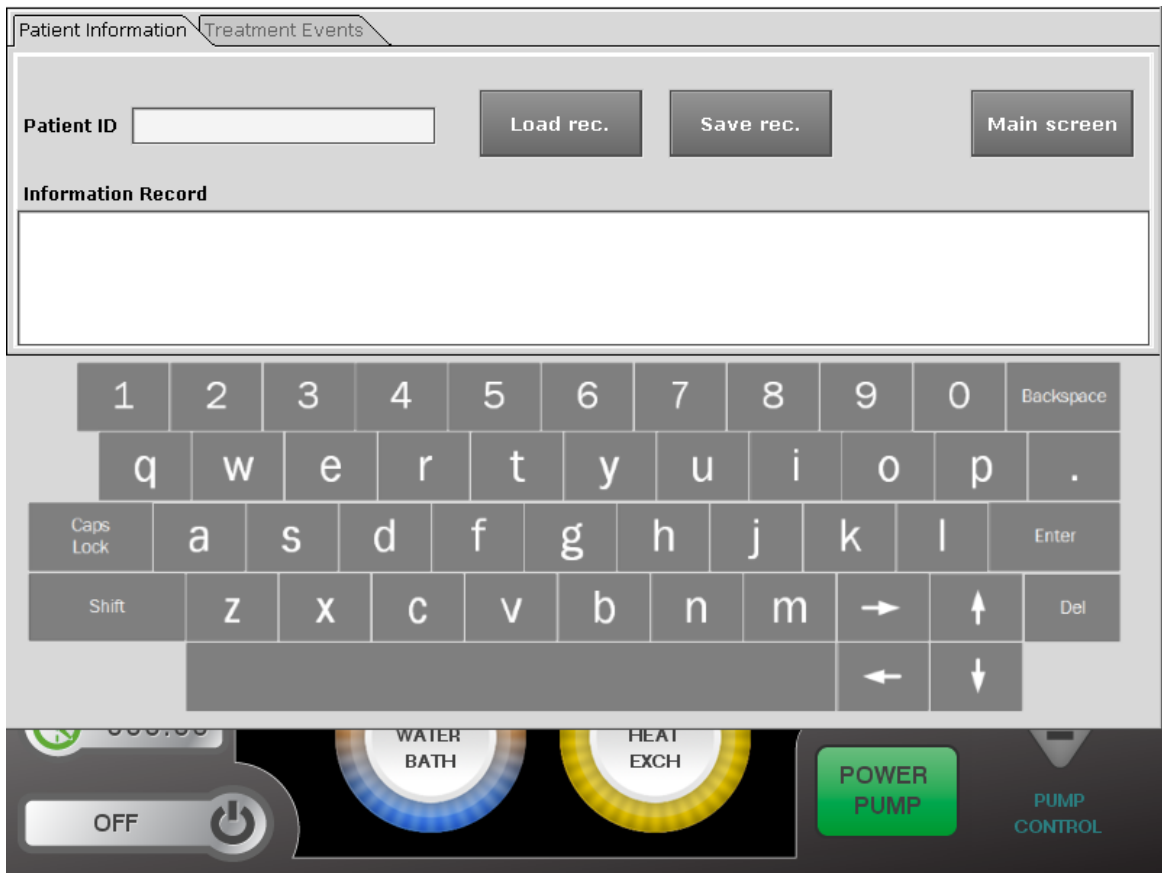 Patient Information Treatment Events
Patient ID Load rec. Save rec. Main screen
Information Record
1 2 3 4 5 6 7 8 9 0 Backspace
q w e r t y u i o p .
Caps Lock a s d f g h j k l Enter
Shift z x c v b n m Del
WATER
BATH
HEAT
EXCH
POWER
PUMP
OFF
PUMP
CONTROL